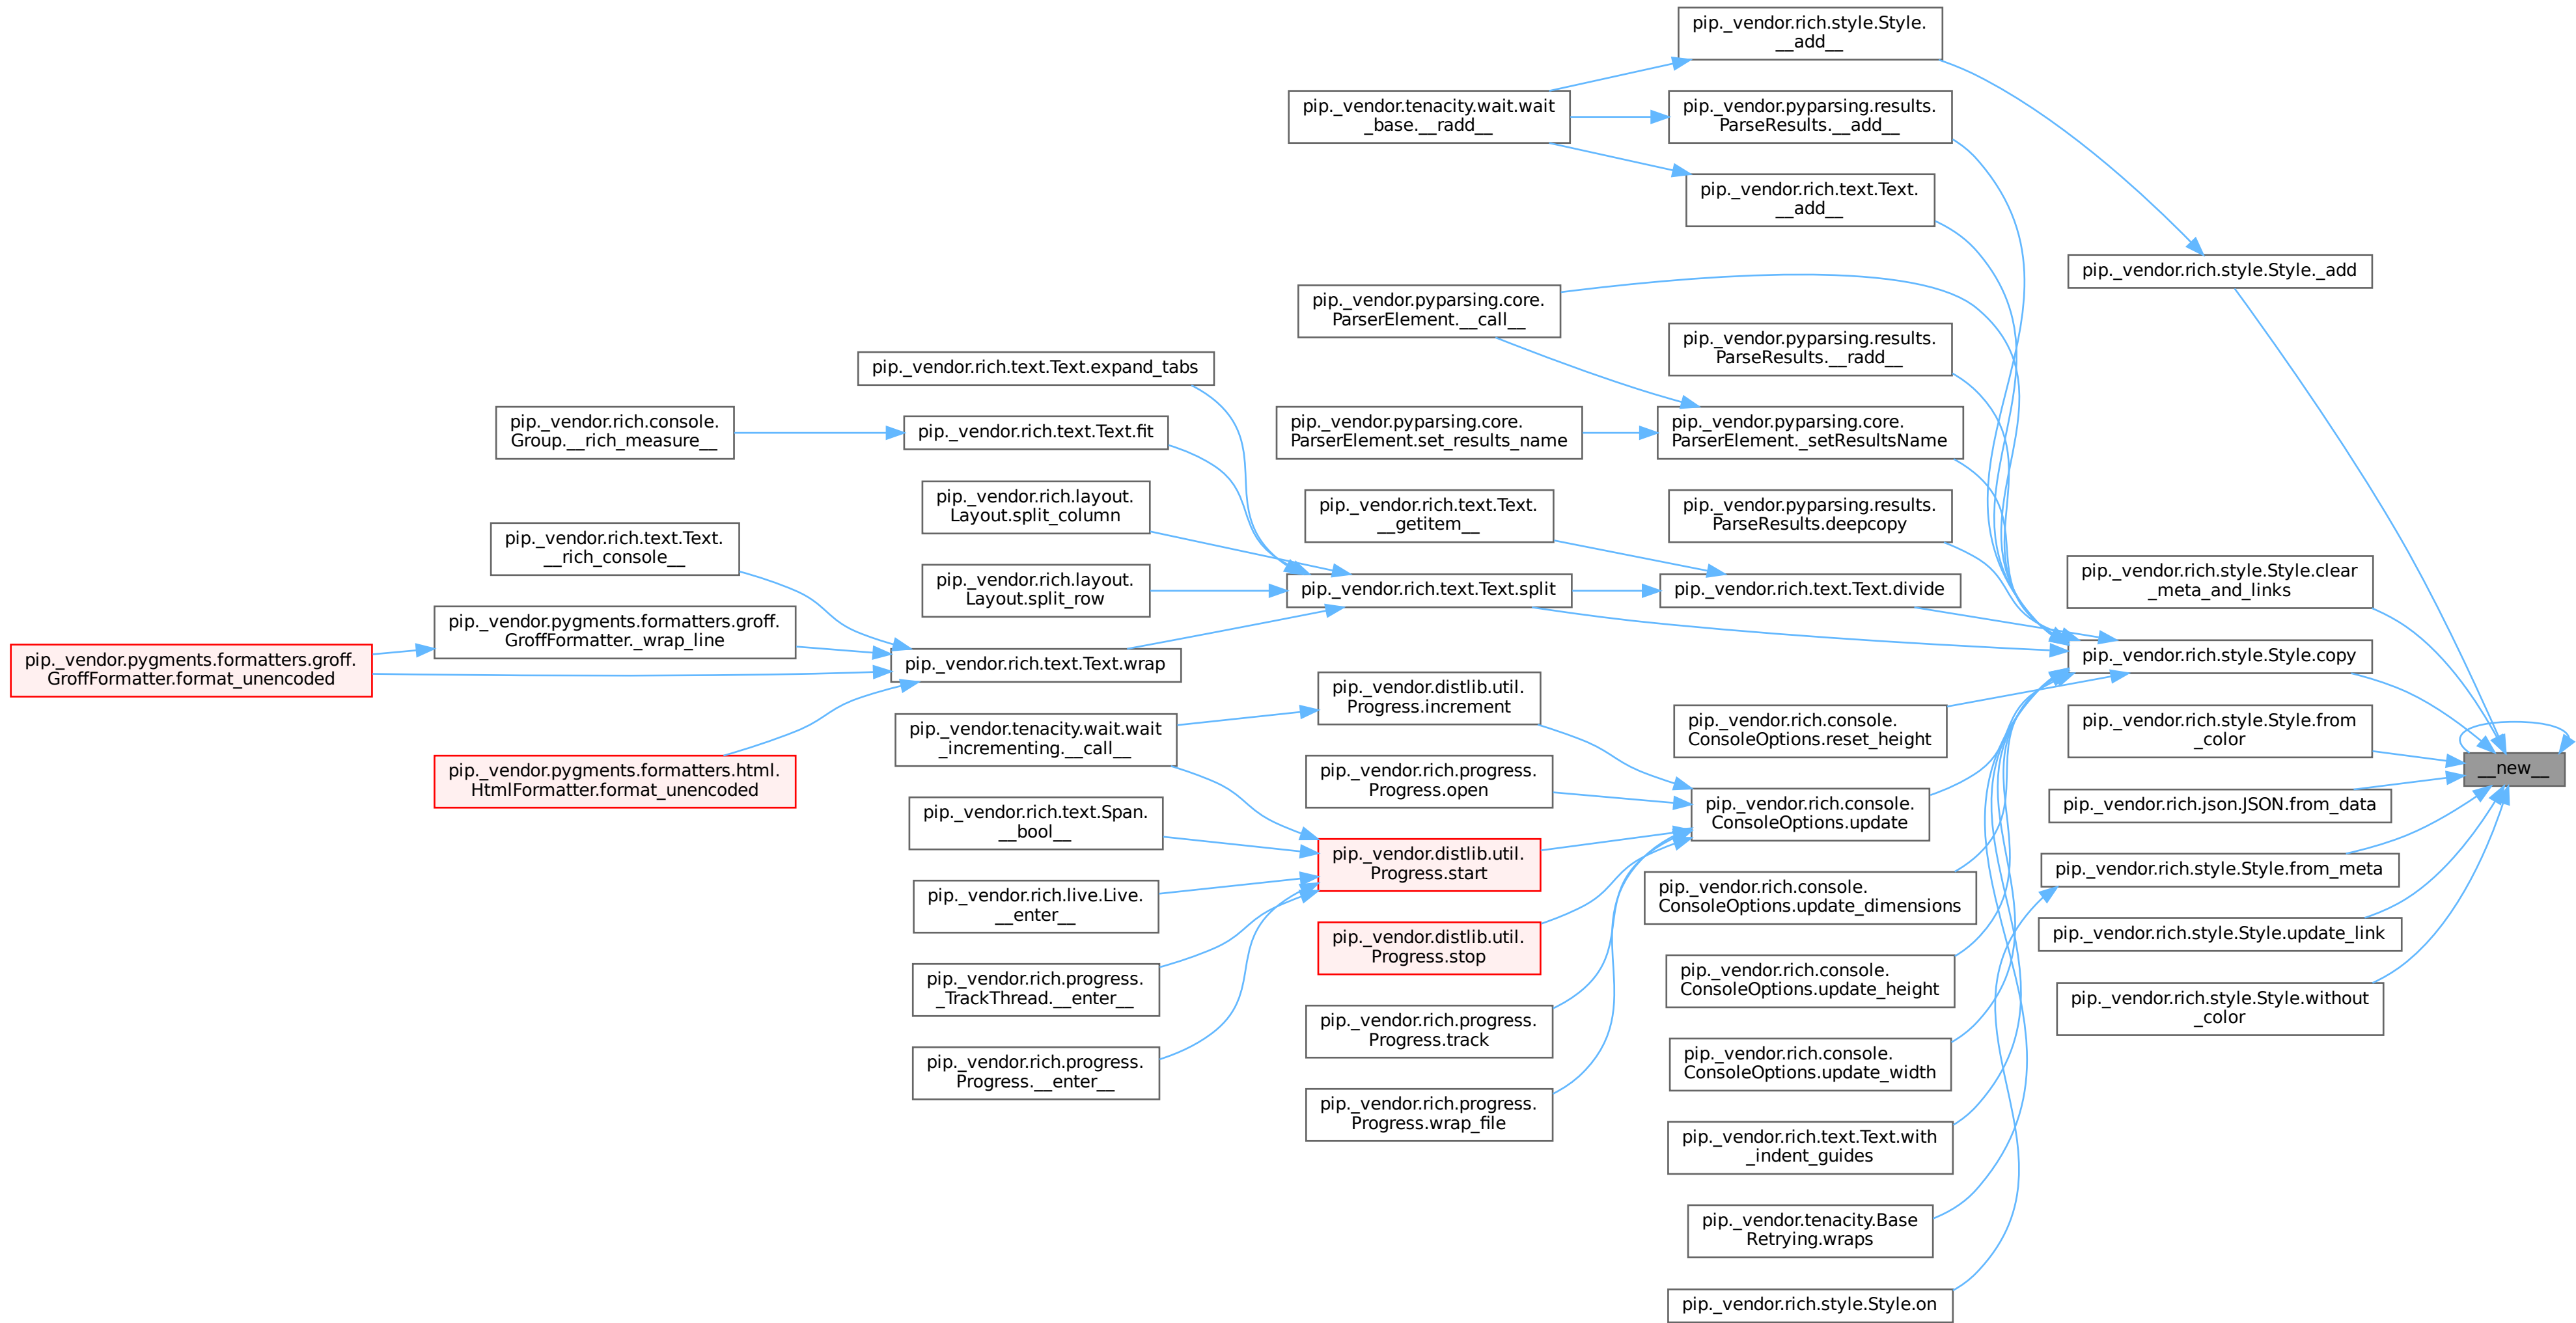 pip._vendor.rich.style.Style.
__add__
pip._vendor.tenacity.wait.wait
_base.__radd__
pip._vendor.pyparsing.results.
ParseResults.__add__
pip._vendor.rich.text.Text.
__add__
pip._vendor.rich.style.Style._add
pip._vendor.pyparsing.core.
ParserElement.__call__
pip._vendor.pyparsing.results.
ParseResults.__radd__
pip._vendor.rich.text.Text.expand_tabs
pip._vendor.rich.console.
Group.__rich_measure__
pip._vendor.rich.text.Text.fit
pip._vendor.pyparsing.core.
ParserElement.set_results_name
pip._vendor.pyparsing.core.
ParserElement._setResultsName
pip._vendor.rich.layout.
Layout.split_column
pip._vendor.rich.text.Text.
__getitem__
pip._vendor.pyparsing.results.
ParseResults.deepcopy
pip._vendor.rich.text.Text.
__rich_console__
pip._vendor.rich.layout.
Layout.split_row
pip._vendor.rich.text.Text.split
pip._vendor.rich.text.Text.divide
pip._vendor.rich.style.Style.clear
_meta_and_links
pip._vendor.pygments.formatters.groff.
GroffFormatter._wrap_line
pip._vendor.pygments.formatters.groff.
GroffFormatter.format_unencoded
pip._vendor.rich.text.Text.wrap
pip._vendor.rich.style.Style.copy
pip._vendor.distlib.util.
Progress.increment
pip._vendor.rich.console.
ConsoleOptions.reset_height
pip._vendor.rich.style.Style.from
_color
pip._vendor.tenacity.wait.wait
_incrementing.__call__
pip._vendor.pygments.formatters.html.
HtmlFormatter.format_unencoded
pip._vendor.rich.progress.
Progress.open
__new__
pip._vendor.rich.json.JSON.from_data
pip._vendor.rich.text.Span.
__bool__
pip._vendor.rich.console.
ConsoleOptions.update
pip._vendor.distlib.util.
Progress.start
pip._vendor.rich.style.Style.from_meta
pip._vendor.rich.live.Live.
__enter__
pip._vendor.rich.console.
ConsoleOptions.update_dimensions
pip._vendor.distlib.util.
Progress.stop
pip._vendor.rich.style.Style.update_link
pip._vendor.rich.progress.
_TrackThread.__enter__
pip._vendor.rich.console.
ConsoleOptions.update_height
pip._vendor.rich.style.Style.without
_color
pip._vendor.rich.progress.
Progress.track
pip._vendor.rich.progress.
Progress.__enter__
pip._vendor.rich.console.
ConsoleOptions.update_width
pip._vendor.rich.progress.
Progress.wrap_file
pip._vendor.rich.text.Text.with
_indent_guides
pip._vendor.tenacity.Base
Retrying.wraps
pip._vendor.rich.style.Style.on